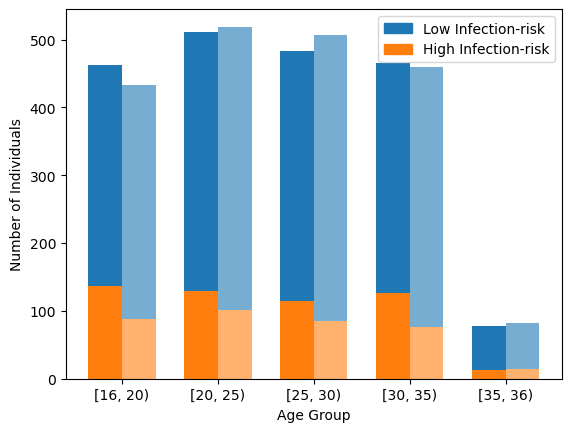 Low Infection-risk
High Infection-risk
500
400
300
200
100
0
Number of Individuals
[16, 20)
[20, 25)
[25, 30)
[30, 35)
[35, 36)
Age Group